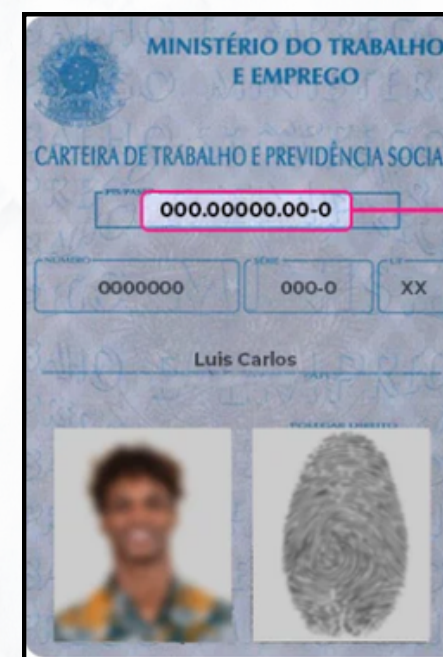 MINISTÉRIO DO TRABALHO
E EMPREGO
CARTEIRA DE TRABALHO E PREVIDÊNCIA SOCIA
PIS/PASEP
000.00000.00-0
NÚMERO SÉRIE UF
0000000 000-0 XX
Luis Carlos
POLEGAR DIREITO